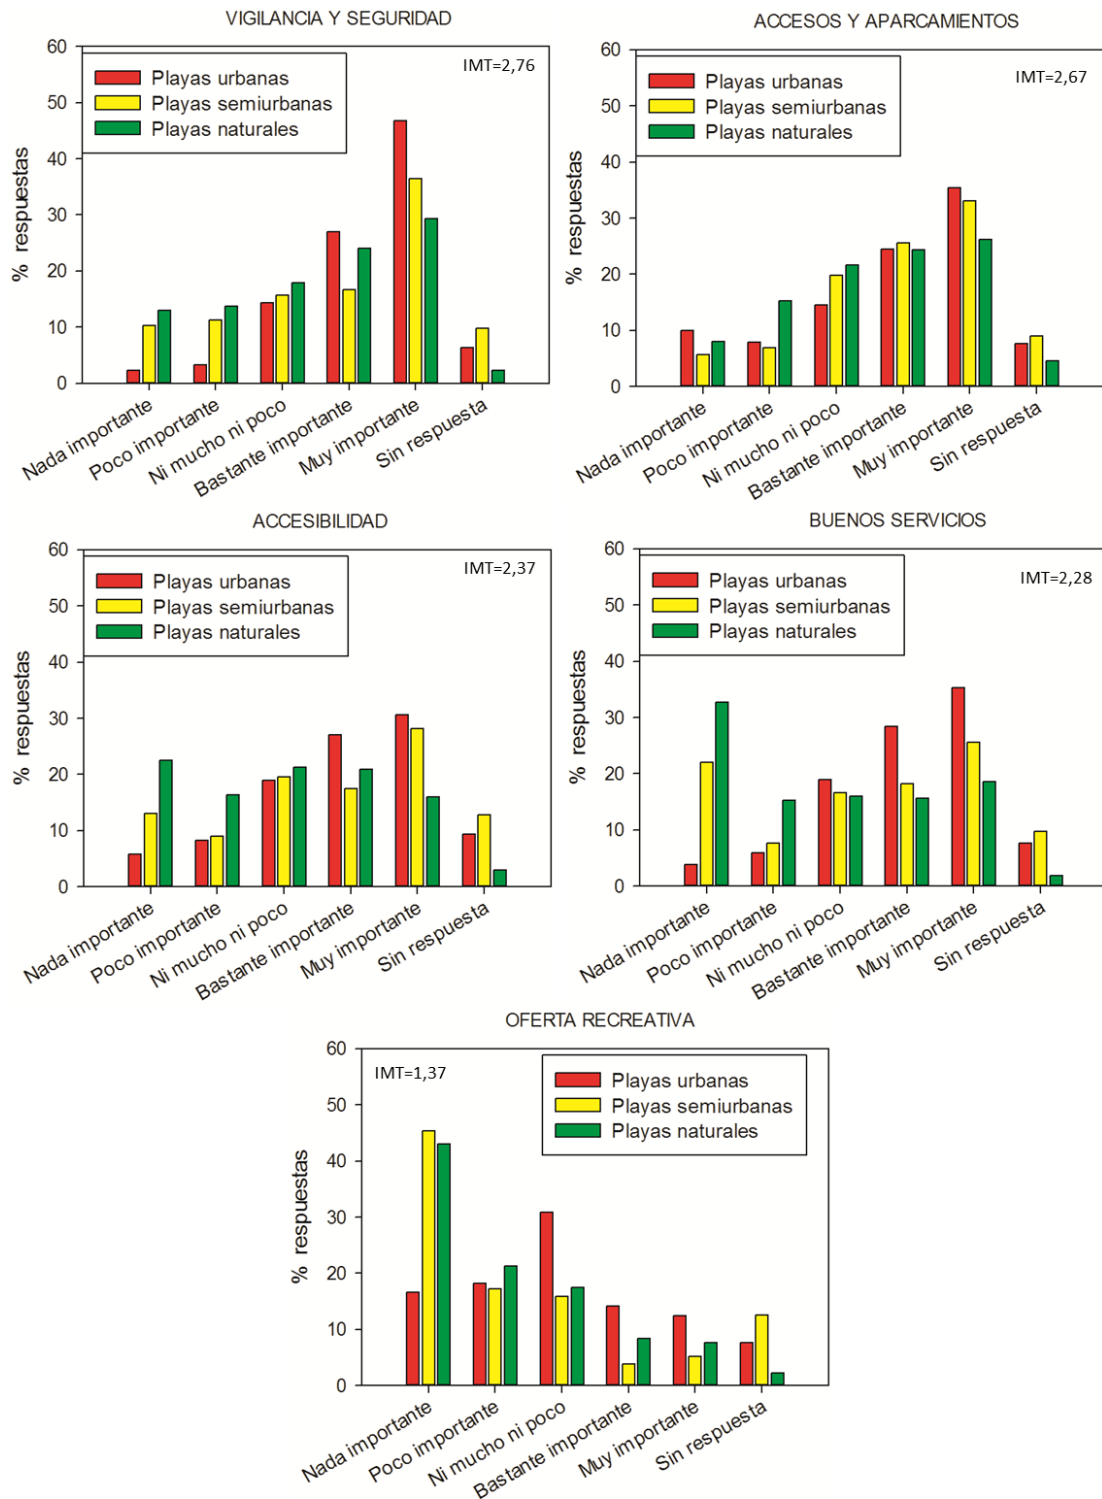 VIGILANCIA Y SEGURIDAD
IMT=2,76
Playas urbanas
Playas semiurbanas
Playas naturales
% respuestas
60
50
40
30
20
10
0
Nada importante
Poco importante
Ni mucho ni poco
Bastante importante
Muy importante
Sin respuesta
ACCESOS Y APARCAMIENTOS
IMT=2,67
Playas urbanas
Playas semiurbanas
Playas naturales
% respuestas
60
50
40
30
20
10
0
Nada importante
Poco importante
Ni mucho ni poco
Bastante importante
Muy importante
Sin respuesta
ACCESIBILIDAD
IMT=2,37
Playas urbanas
Playas semiurbanas
Playas naturales
% respuestas
60
50
40
30
20
10
0
Nada importante
Poco importante
Ni mucho ni poco
Bastante importante
Muy importante
Sin respuesta
BUENOS SERVICIOS
IMT=2,28
Playas urbanas
Playas semiurbanas
Playas naturales
% respuestas
60
50
40
30
20
10
0
Nada importante
Poco importante
Ni mucho ni poco
Bastante importante
Muy importante
Sin respuesta
OFERTA RECREATIVA
IMT=1,37
Playas urbanas
Playas semiurbanas
Playas naturales
% respuestas
60
50
40
30
20
10
0
Nada importante
Poco importante
Ni mucho ni poco
Bastante importante
Muy importante
Sin respuesta